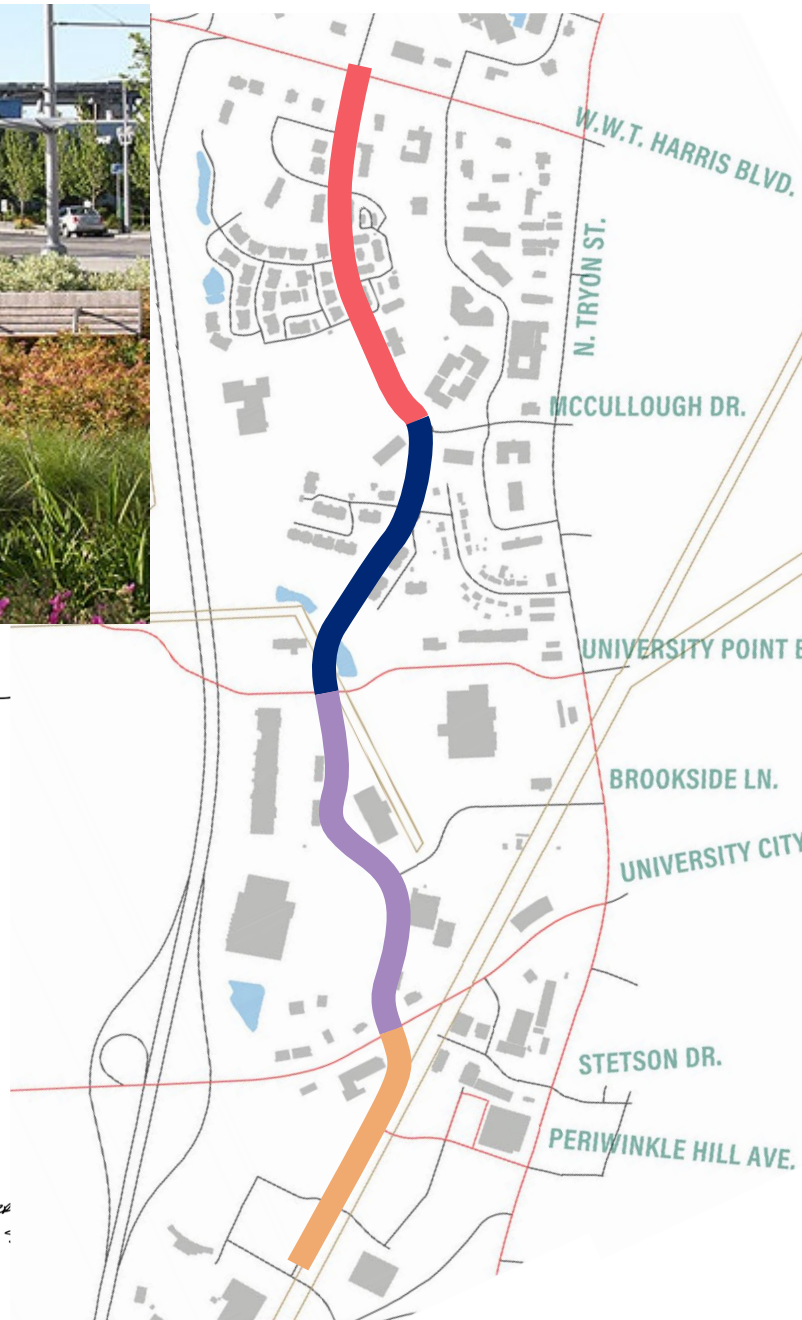 W.W.T. HARRIS BLVD.
N. TRYON ST.
MCCULLOUGH DR.
UNIVERSITY POINT B
BROOKSIDE LN.
UNIVERSITY CITY
STETSON DR.
PERIWINKLE HILL AVE.